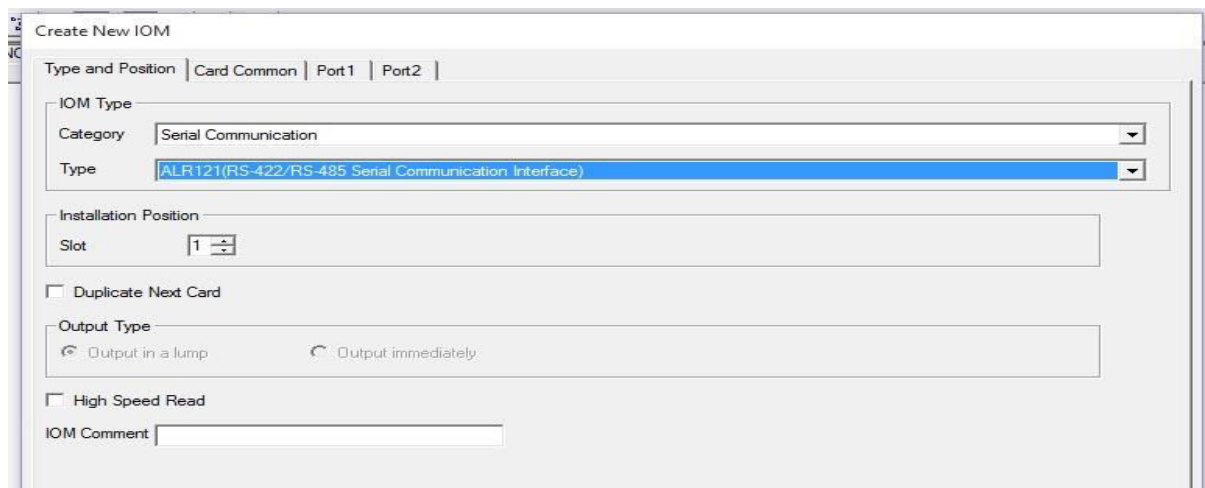 Create New IOM
Type and Position Card Common Port1 Port2
IOM Type
Category Serial Communication
Type ALR121(RS-422/RS-485 Serial Communication Interface)
Installation Position
Slot 1
Duplicate Next Card
Output Type
Output in a lump Output immediately
High Speed Read
IOM Comment